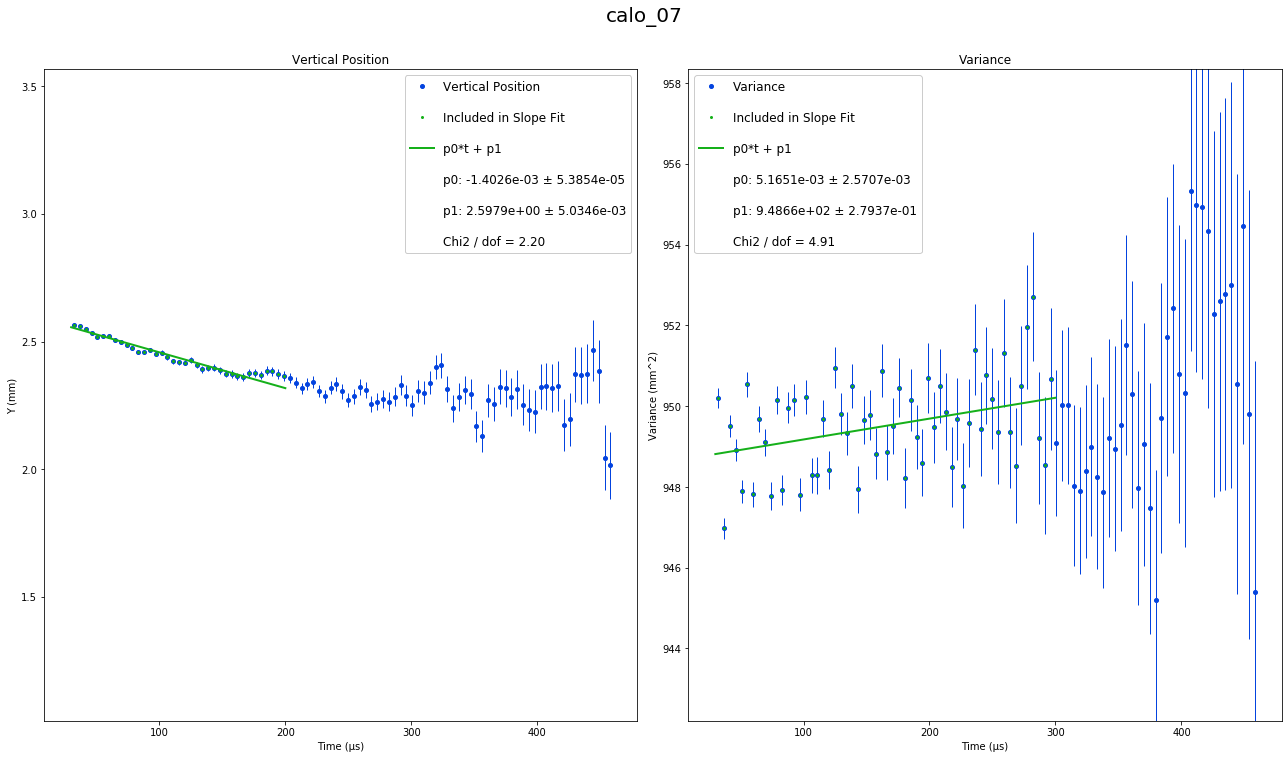 calo_07
Vertical Position
3.5
3.0
2.5
2.0
1.5
Y (mm)
100
200
300
400
Time (μs)
Vertical Position
Included in Slope Fit
p0*t + p1
p0: -1.4026e-03 ± 5.3854e-05
p1: 2.5979e+00 ± 5.0346e-03
Chi2 / dof = 2.20
Variance
958
956
954
952
950
948
946
944
Variance (mm^2)
100
200
300
400
Time (μs)
Variance
Included in Slope Fit
p0*t + p1
p0: 5.1651e-03 ± 2.5707e-03
p1: 9.4866e+02 ± 2.7937e-01
Chi2 / dof = 4.91